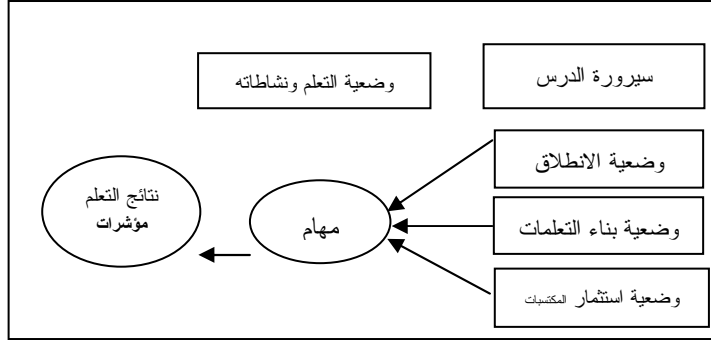 سيرورة الدرس
وضعية التعلم ونشاطاته
وضعية الانطلاق
وضعية بناء التعلمات
وضعية استثمار المكتسبات
مهام
نتائج التعلم
مؤشرات